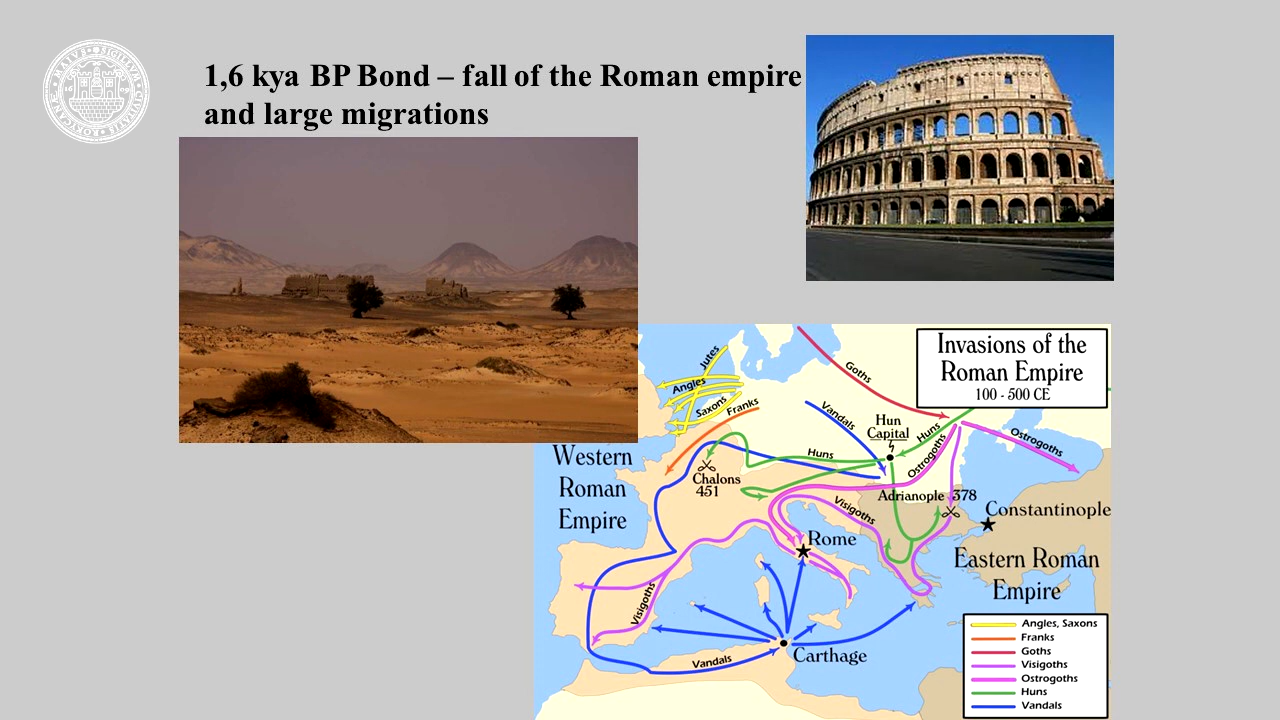 1,6 kya BP Bond – fall of the Roman empire
and large migrations
Invasions of the
Roman Empire
100 - 500 CE
Jutes
Angles
Saxons
Franks
Goths
Vandals
Hun
Capital
Huns
Ostrogoths
Ostrogoths
Huns
Western
Roman
Empire
Chalons
451
Adrianople 378
Visigoths
Constantinople
Rome
Eastern Roman
Empire
Visigoths
Vandals
Carthage
Angles, Saxons
Franks
Goths
Visigoths
Ostrogoths
Huns
Vandals